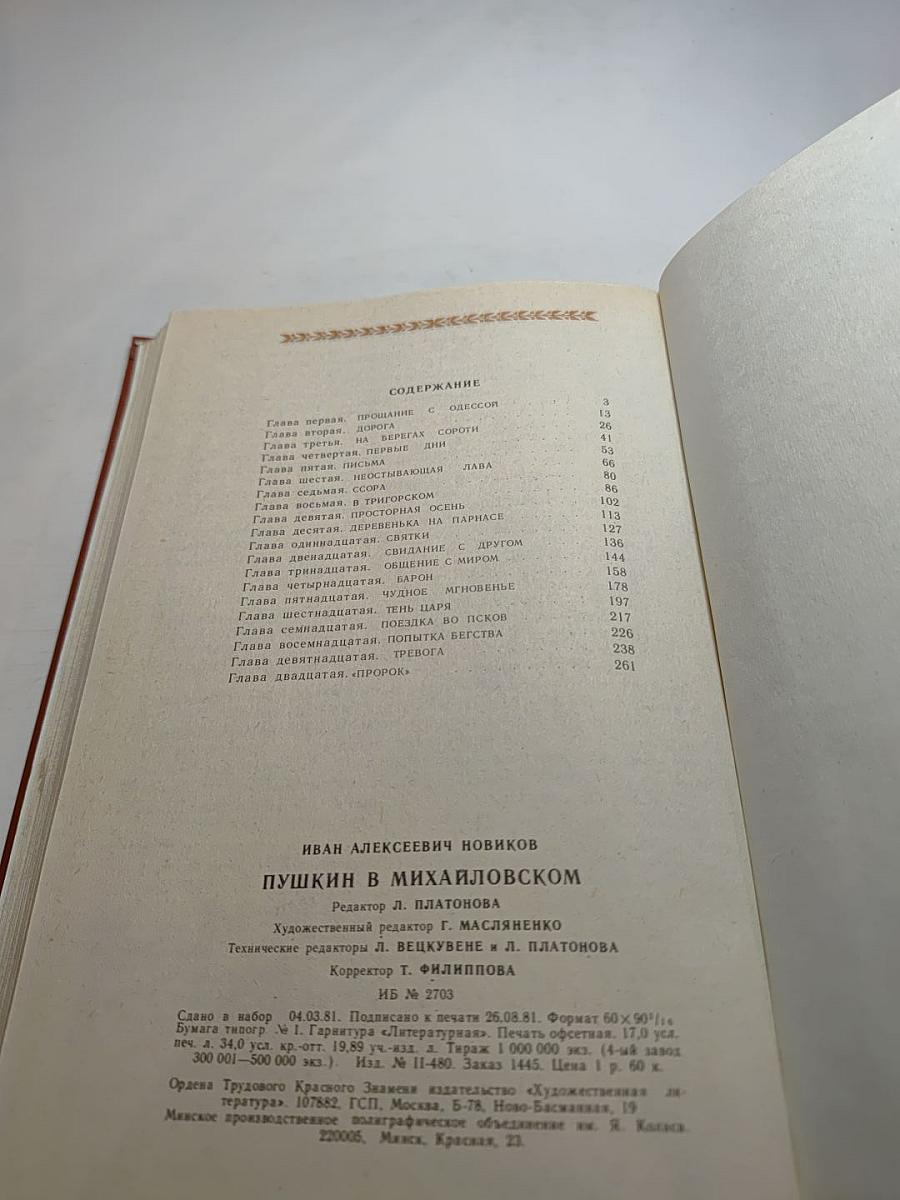 СОДЕРЖАНИЕ
Глава первая. ПРОЩАНИЕ С ОДЕССОЙ 3
Глава вторая. ДОРОГА 13
Глава третья. НА БЕРЕГАХ СОРОТИ 26
Глава четвертая. ПЕРВЫЕ ДНИ 41
Глава пятая. ПИСЬМА 53
Глава шестая. НЕОСТЫВАЮЩАЯ ЛАВА 66
Глава седьмая. ССОРА 80
Глава восьмая. В ТРИГОРСКОМ 86
Глава девятая. ПРОСТОРНАЯ ОСЕНЬ 102
Глава десятая. ДЕРЕВЕНЬКА НА ПАРНАСЕ 113
Глава одиннадцатая. СВЯТКИ 127
Глава двенадцатая. СВИДАНИЕ С ДРУГОМ 136
Глава тринадцатая. ОБЩЕНИЕ С МИРОМ 144
Глава четырнадцатая. БАРОН 158
Глава пятнадцатая. ЧУДНОЕ МГНОВЕНЬЕ 178
Глава шестнадцатая. ТЕНЬ ЦАРЯ 197
Глава семнадцатая. ПОЕЗДКА ВО ПСКОВ 217
Глава восемнадцатая. ПОПЫТКА БЕГСТВА 226
Глава девятнадцатая. ТРЕВОГА 238
Глава двадцатая. «ПРОРОК» 261
ИВАН АЛЕКСЕЕВИЧ НОВИКОВ
ПУШКИН В МИХАЙЛОВСКОМ
Редактор Л. ПЛАТОНОВА
Художественный редактор Г. МАСЛЯНЕНКО
Технические редакторы Л. ВЕЦКУВЕНЕ и Л. ПЛАТОНОВА
Корректор Т. ФИЛИППОВА
ИБ № 2703
Сдано в набор 04.03.81. Подписано к печати 26.08.81. Формат 60×90¹/₁₆
Бумага типогр. № 1. Гарнитура «Литературная». Печать офсетная. 17,0 усл.
печ. л. 34,0 усл. кр.-отт. 19,89 уч.-изд. л. Тираж 1 000 000 экз. (4-ый завод
300 001—500 000 экз.). Изд. № II-480. Заказ 1445. Цена 1 р. 60 к.
Ордена Трудового Красного Знамени издательство «Художественная ли-
тература». 107882, ГСП, Москва, Б-78, Ново-Басманная, 19
Минское производственное полиграфическое объединение им. Я. Коласа.
220005, Минск, Красная, 23.